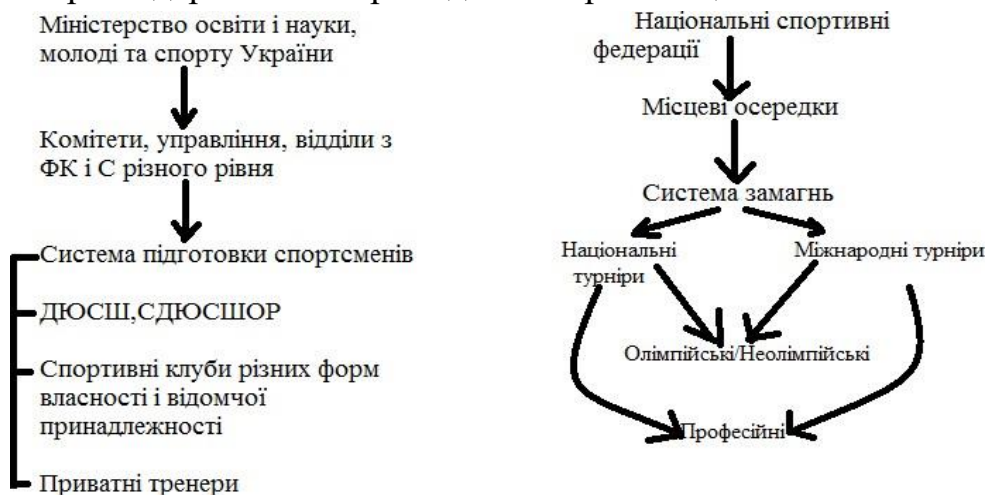 Міністерство освіти і науки,
молоді та спорту України
Комітети, управління, відділи з
ФК і С різного рівня
Система підготовки спортсменів
ДЮСШ,СДЮСШОР
Спортивні клуби різних форм
власності і відомчої
принадлежності
Приватні тренери
Національні спортивні
федерації
Місцеві осередки
Система замагнь
Національні
турніри
Міжнародні турніри
Олімпійські/Неолімпійські
Професійні